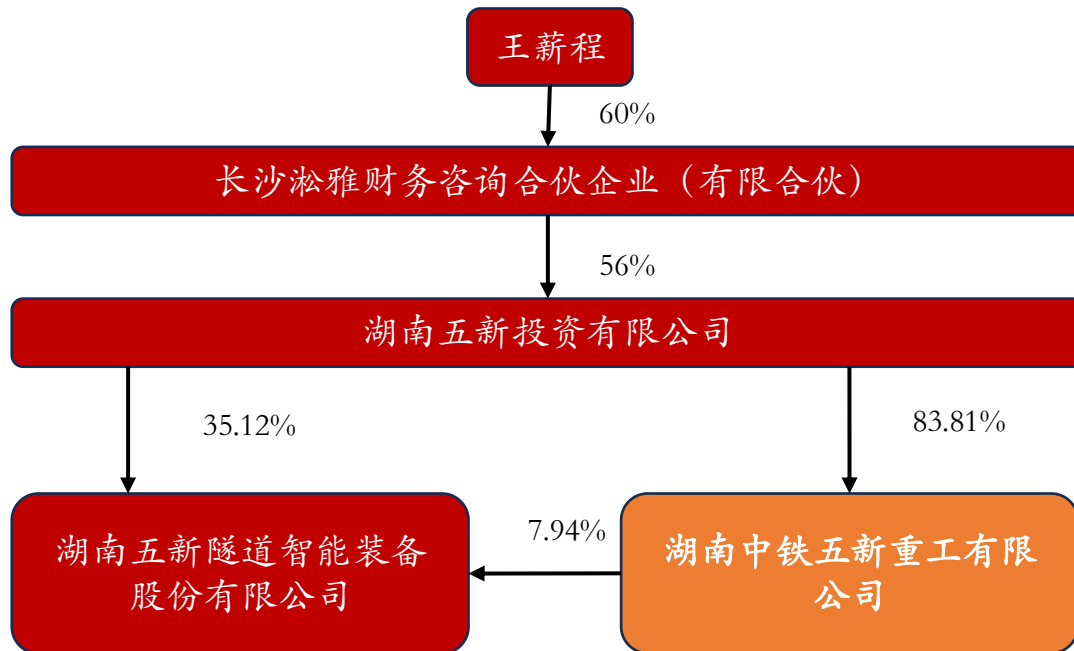 王薪程
60%
长沙淞雅财务咨询合伙企业（有限合伙）
56%
湖南五新投资有限公司
35.12%
83.81%
湖南五新隧道智能装备
股份有限公司
7.94%
湖南中铁五新重工有限
公司